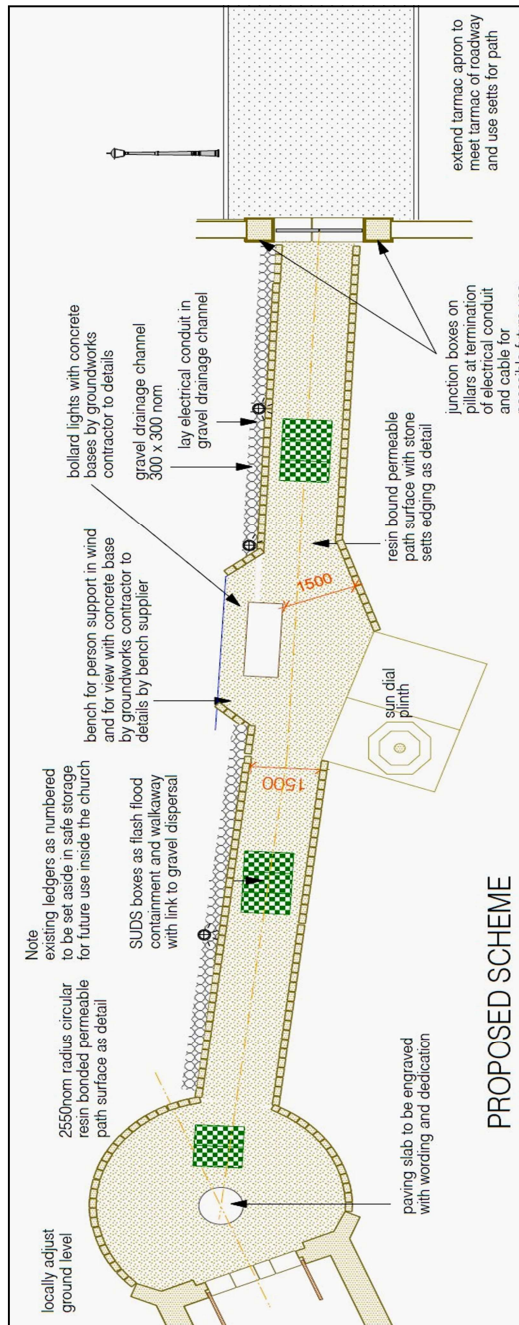 locally adjust
ground level
2550nom radius circular
resin bonded permeable
path surface as detail
Note
existing ledgers as numbered
to be set aside in safe storage
for future use inside the church
SUDS boxes as flash flood
containment and walkaway
with link to gravel dispersal
bench for person support in wind
and for view with concrete base
by groundworks contractor to
details by bench supplier
bollard lights with concrete
bases by groundworks
contractor to details
gravel drainage channel
300 x 300 nom
lay electrical conduit in
gravel drainage channel
1500
1500
sun dial
plinth
paving slab to be engraved
with wording and dedication
resin bound permeable
path surface with stone
setts edging as detail
junction boxes on
pillars at termination
of electrical conduit
and cable for
extend tarmac apron to
meet tarmac of roadway
and use setts for path
PROPOSED SCHEME